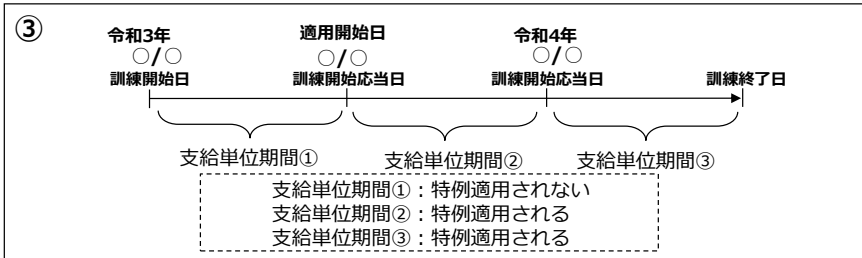 ③
令和3年 適用開始日 令和4年
○/○ ○/○ ○/○
訓練開始日 訓練開始応当日 訓練開始応当日 訓練終了日
支給単位期間① 支給単位期間② 支給単位期間③
支給単位期間①：特例適用されない
支給単位期間②：特例適用される
支給単位期間③：特例適用される